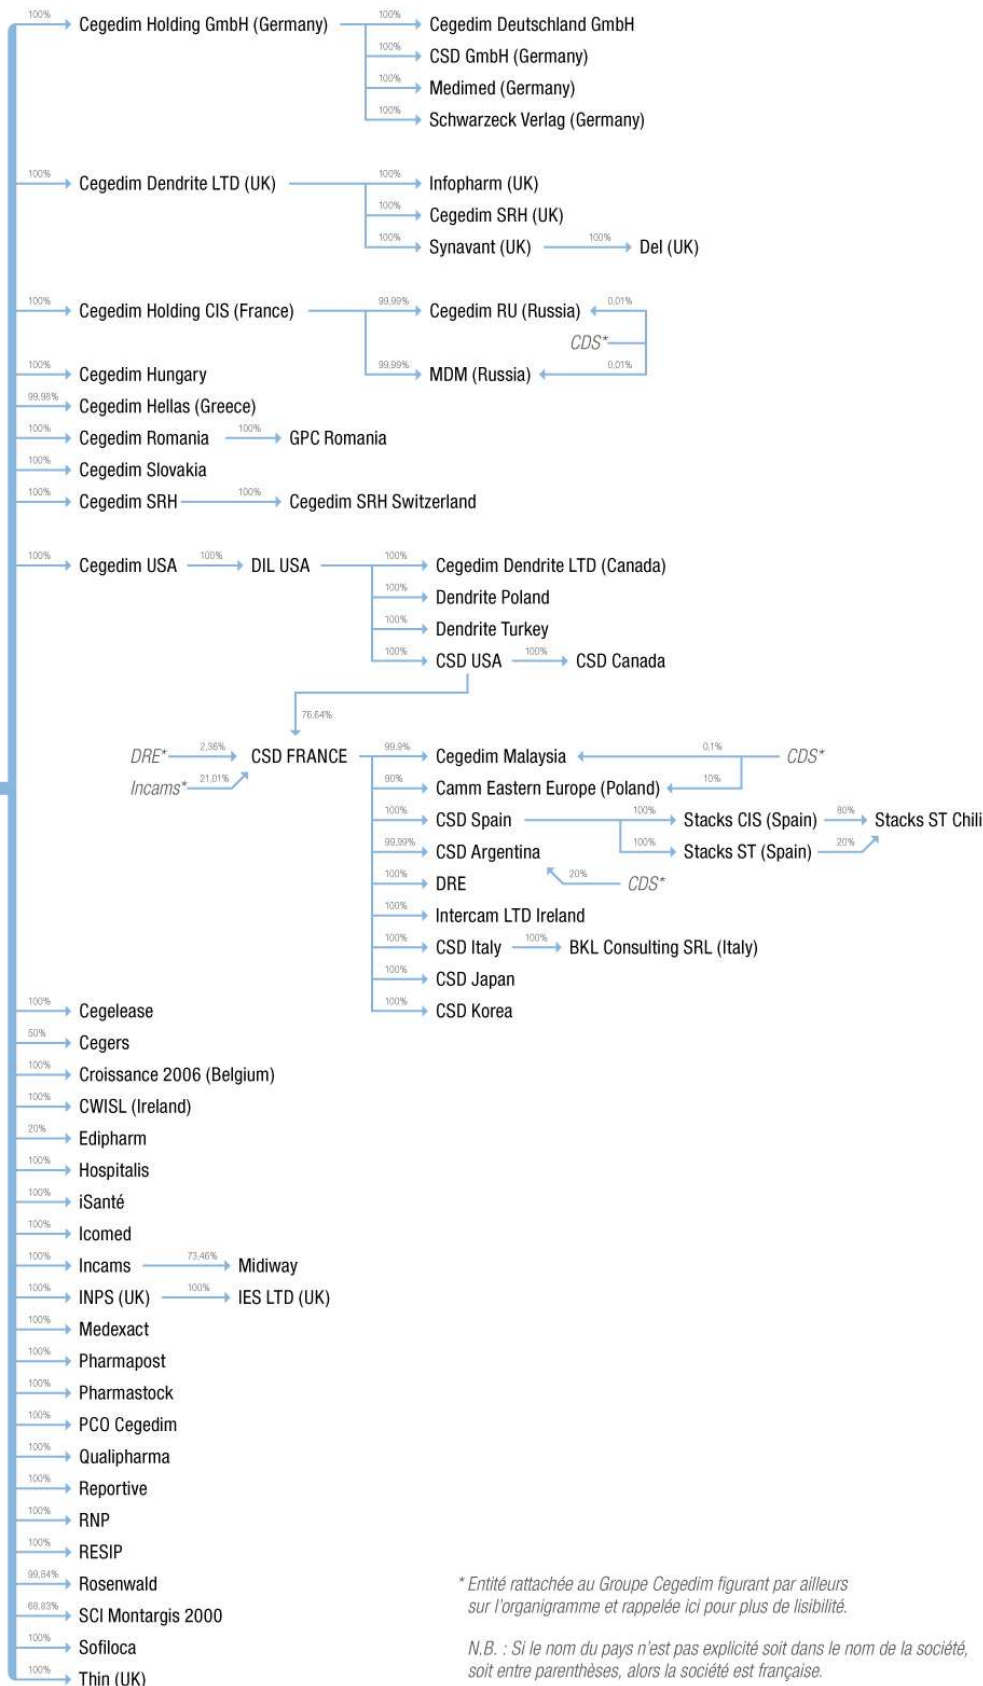 100% Cegedim Holding GmbH (Germany) 100% Cegedim Deutschland GmbH
100% CSD GmbH (Germany)
100% Medimed (Germany)
100% Schwarzeck Verlag (Germany)
100% Cegedim Dendrite LTD (UK) 100% Infopharm (UK)
100% Cegedim SRH (UK)
100% Synavant (UK) 100% Del (UK)
100% Cegedim Holding CIS (France) 99,99% Cegedim RU (Russia) 0,01%
CDS*
99,99% MDM (Russia) 0,01%
100% Cegedim Hungary
99,98% Cegedim Hellas (Greece)
100% Cegedim Romania 100% GPC Romania
100% Cegedim Slovakia
100% Cegedim SRH 100% Cegedim SRH Switzerland
100% Cegedim USA 100% DIL USA 100% Cegedim Dendrite LTD (Canada)
100% Dendrite Poland
100% Dendrite Turkey
100% CSD USA 100% CSD Canada
76.64%
DRE* 2,36% CSD FRANCE 99,9% Cegedim Malaysia 0,1% CDS*
Incams* 21,01% 90% Camm Eastern Europe (Poland) 10%
100% CSD Spain 100% Stacks CIS (Spain) 80% Stacks ST Chili
99,99% CSD Argentina 100% Stacks ST (Spain) 20%
100% DRE 20% CDS*
100% Intercam LTD Ireland
100% CSD Italy 100% BKL Consulting SRL (Italy)
100% CSD Japan
100% CSD Korea
100% Cegelease
50% Cegers
100% Croissance 2006 (Belgium)
100% CWISL (Ireland)
20% Edipharm
100% Hospitalis
100% iSanté
100% Icomed
100% Incams 73,46% Midiway
100% INPS (UK) 100% IES LTD (UK)
100% Medexact
100% Pharmapost
100% Pharmastock
100% PCO Cegedim
100% Qualipharma
100% Reportive
100% RNP
100% RESIP
99,84% Rosenwald
68,83% SCI Montargis 2000
100% Sofiloca
100% Thin (UK)
* Entité rattachée au Groupe Cegedim figurant par ailleurs
sur l'organigramme et rappelée ici pour plus de lisibilité.
N.B. : Si le nom du pays n'est pas explicité soit dans le nom de la société,
soit entre parenthèses, alors la société est française.